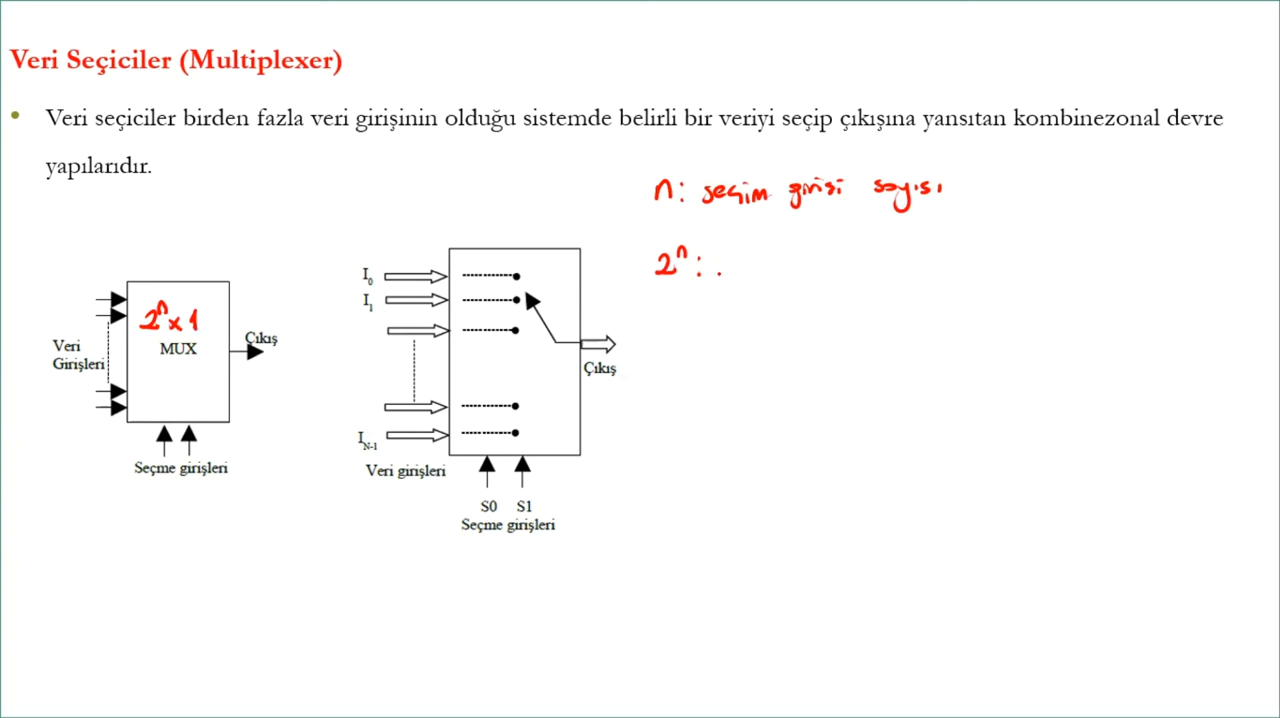 Veri Seçiciler (Multiplexer)
• Veri seçiciler birden fazla veri girişinin olduğu sistemde belirli bir veriyi seçip çıkışına yansıtan kombinezonal devre
yapılarıdır.
n: seçim girisi sayısı
2ⁿ: .
2ⁿx1
MUX
Veri
Girişleri
Çıkış
Seçme girişleri
I₀
I₁
Çıkış
I_N-1
Veri girişleri
S0 S1
Seçme girişleri